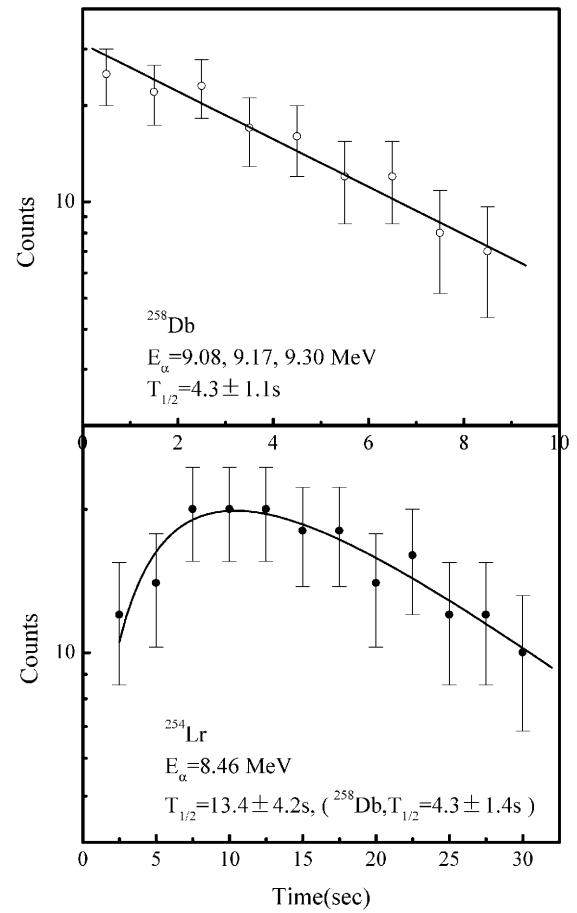 Counts
10
²⁵⁸Db
Eα=9.08, 9.17, 9.30 MeV
T1/2=4.3±1.1s
0 2 4 6 8 10
Counts
10
²⁵⁴Lr
Eα=8.46 MeV
T1/2=13.4±4.2s, ( ²⁵⁸Db,T1/2=4.3±1.4s )
0 5 10 15 20 25 30
Time(sec)